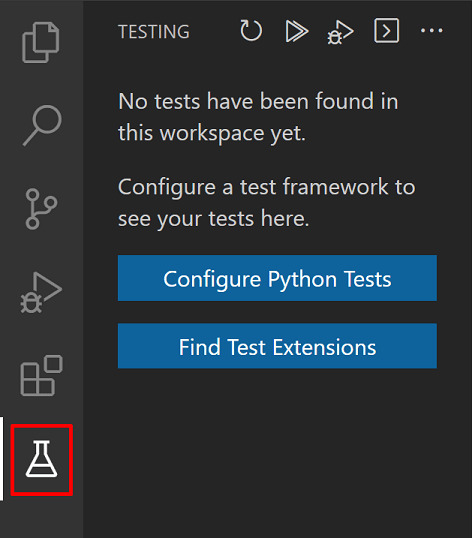 TESTING
No tests have been found in
this workspace yet.
Configure a test framework to
see your tests here.
Configure Python Tests
Find Test Extensions